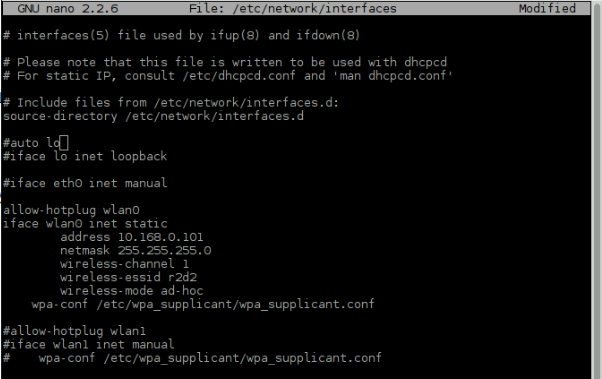 GNU nano 2.2.6 File: /etc/network/interfaces Modified
# interfaces(5) file used by ifup(8) and ifdown(8)
# Please note that this file is written to be used with dhcpcd
# For static IP, consult /etc/dhcpcd.conf and 'man dhcpcd.conf'
# Include files from /etc/network/interfaces.d:
source-directory /etc/network/interfaces.d
#auto lo
#iface lo inet loopback
#iface eth0 inet manual
allow-hotplug wlan0
iface wlan0 inet static
address 10.168.0.101
netmask 255.255.255.0
wireless-channel 1
wireless-essid r2d2
wireless-mode ad-hoc
wpa-conf /etc/wpa_supplicant/wpa_supplicant.conf
#allow-hotplug wlan1
#iface wlan1 inet manual
#    wpa-conf /etc/wpa_supplicant/wpa_supplicant.conf